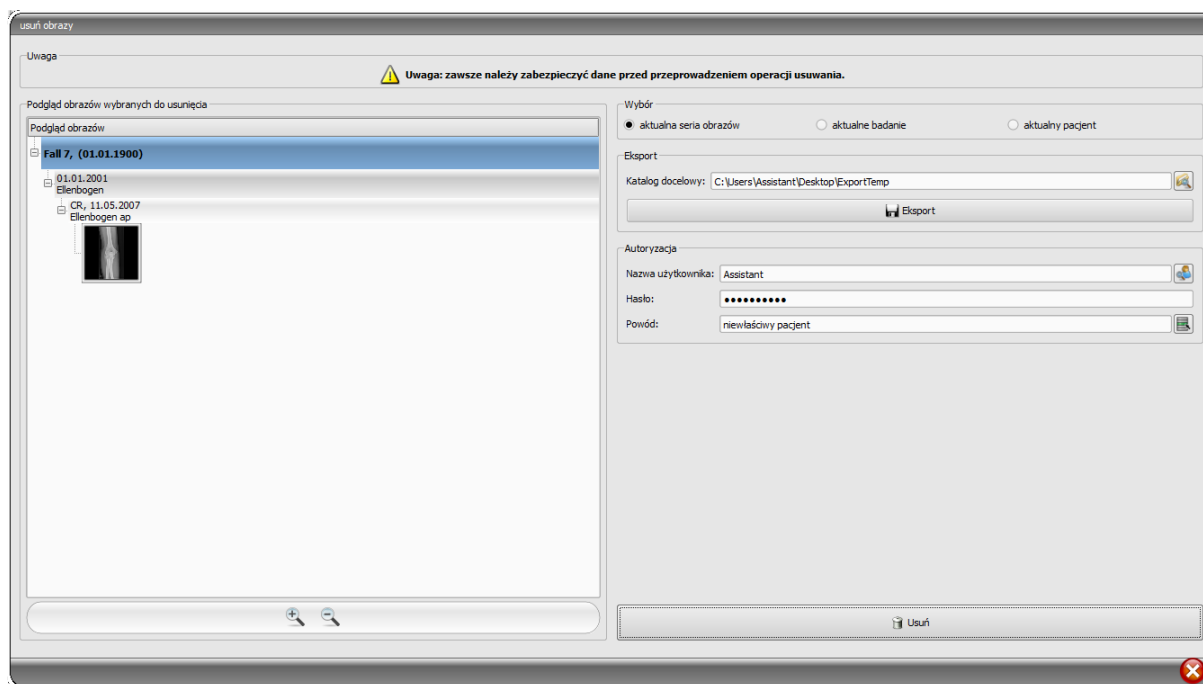 usuń obrazy
Uwaga
Uwaga: zawsze należy zabezpieczyć dane przed przeprowadzeniem operacji usuwania.
Podgląd obrazów wybranych do usunięcia
Podgląd obrazów
Fall 7, (01.01.1900)
01.01.2001
Ellenbogen
CR, 11.05.2007
Ellenbogen ap
Wybór
aktualna seria obrazów
aktualne badanie
aktualny pacjent
Eksport
Katalog docelowy: C:\Users\Assistant\Desktop\ExportTemp
Eksport
Autoryzacja
Nazwa użytkownika: Assistant
Hasło: ●●●●●●●●●●
Powód: niewłaściwy pacjent
Usuń